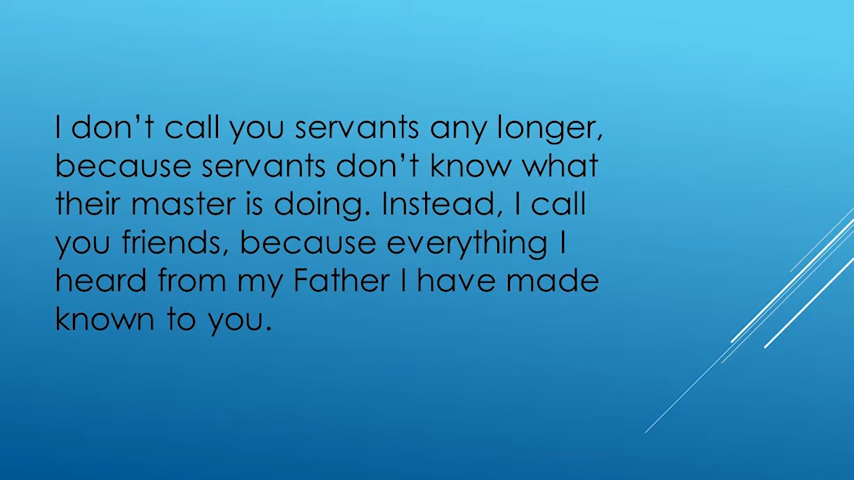 I don’t call you servants any longer,
because servants don’t know what
their master is doing. Instead, I call
you friends, because everything I
heard from my Father I have made
known to you.